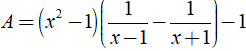 A = (x² − 1)(1/(x − 1) − 1/(x + 1)) − 1